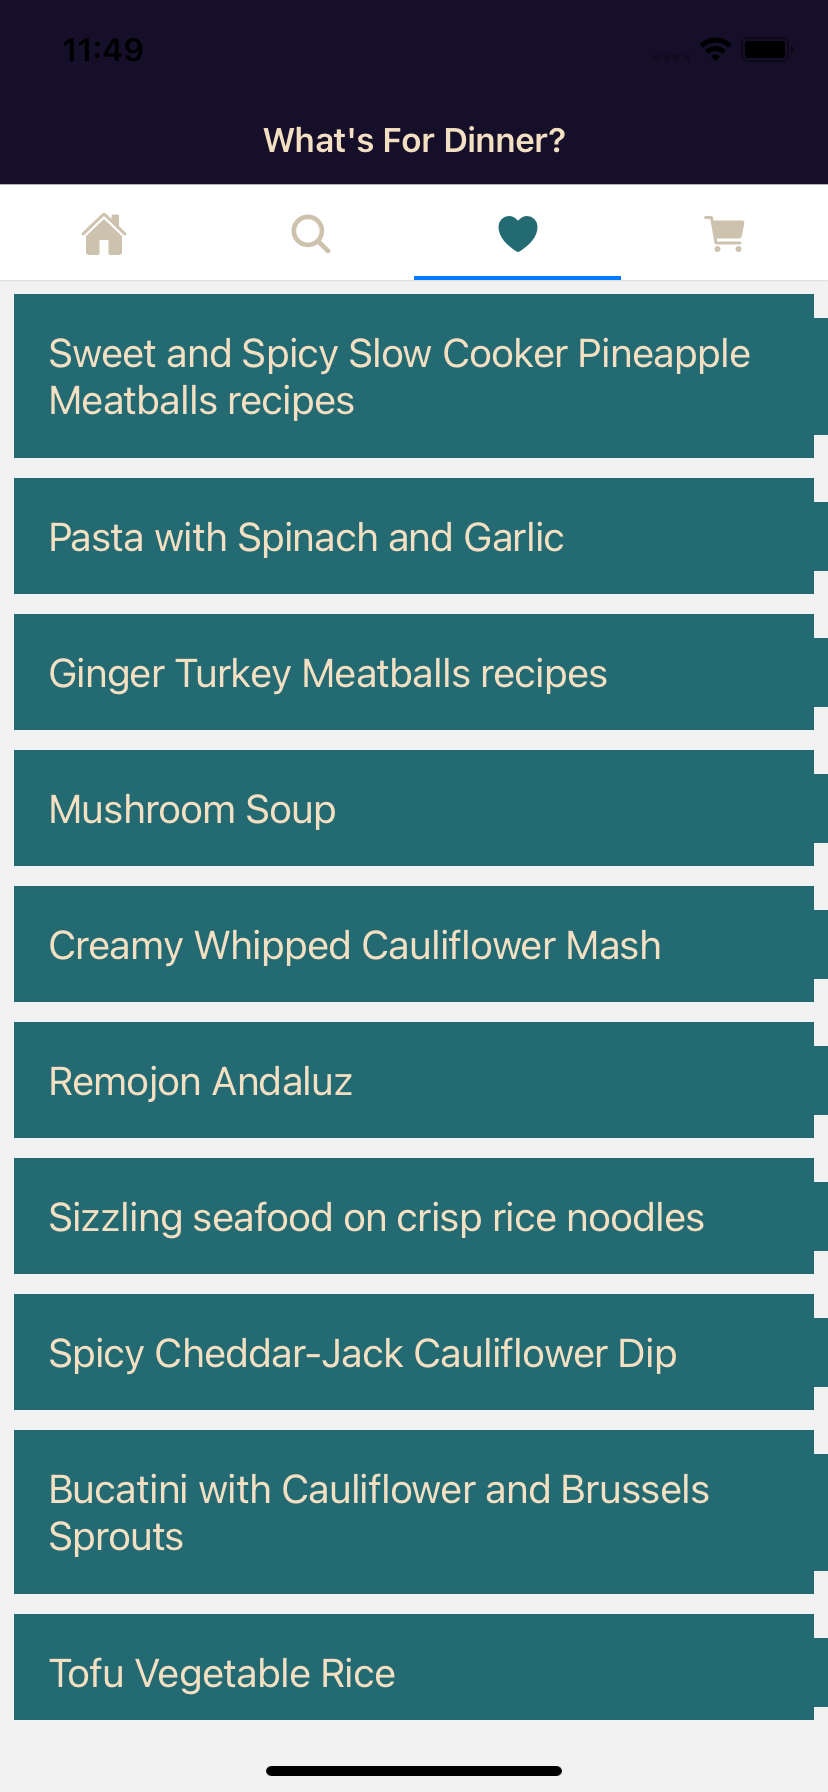 11:49
What's For Dinner?
Sweet and Spicy Slow Cooker Pineapple
Meatballs recipes
Pasta with Spinach and Garlic
Ginger Turkey Meatballs recipes
Mushroom Soup
Creamy Whipped Cauliflower Mash
Remojon Andaluz
Sizzling seafood on crisp rice noodles
Spicy Cheddar-Jack Cauliflower Dip
Bucatini with Cauliflower and Brussels
Sprouts
Tofu Vegetable Rice